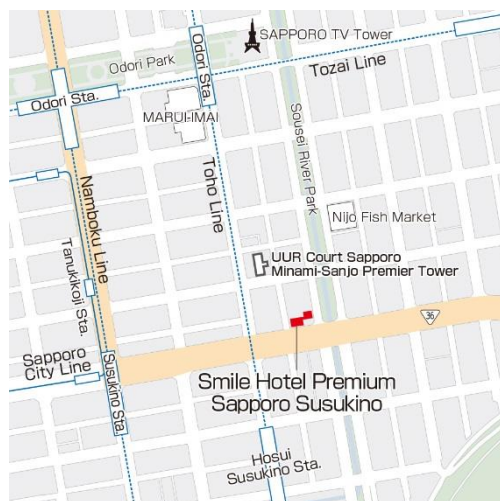 SAPPORO TV Tower
Odori Park
Tozai Line
Odori Sta.
Odori Sta.
MARUI-IMAI
Sousei River Park
Toho Line
Namboku Line
Nijo Fish Market
Tanukikoji Sta.
UUR Court Sapporo
Minami-Sanjo Premier Tower
36
Sapporo
City Line
Susukino Sta.
Smile Hotel Premium
Sapporo Susukino
Hosui
Susukino Sta.